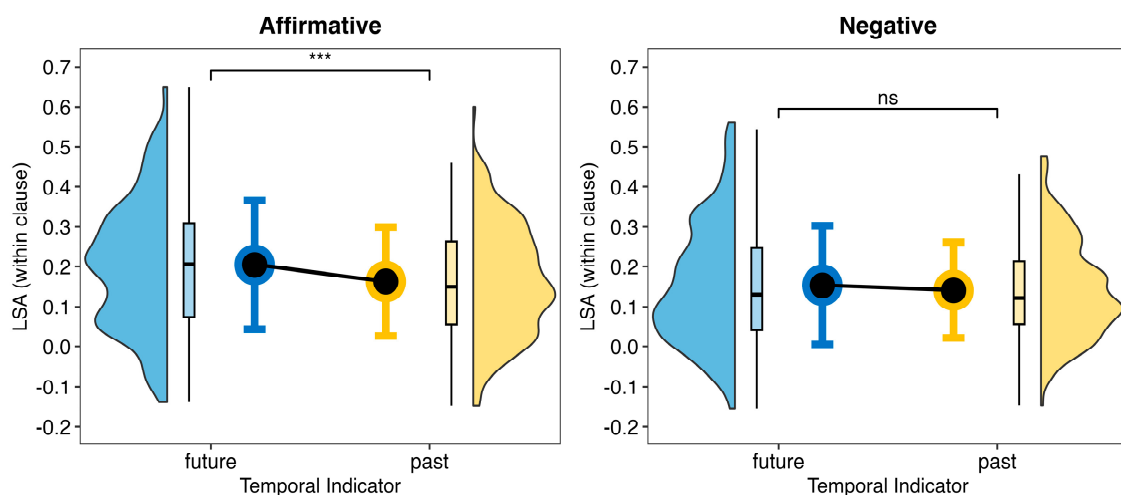 Affirmative
LSA (within clause)
0.7
0.6
0.5
0.4
0.3
0.2
0.1
0.0
-0.1
-0.2
***
future
past
Temporal Indicator
Negative
LSA (within clause)
0.7
0.6
0.5
0.4
0.3
0.2
0.1
0.0
-0.1
-0.2
ns
future
past
Temporal Indicator